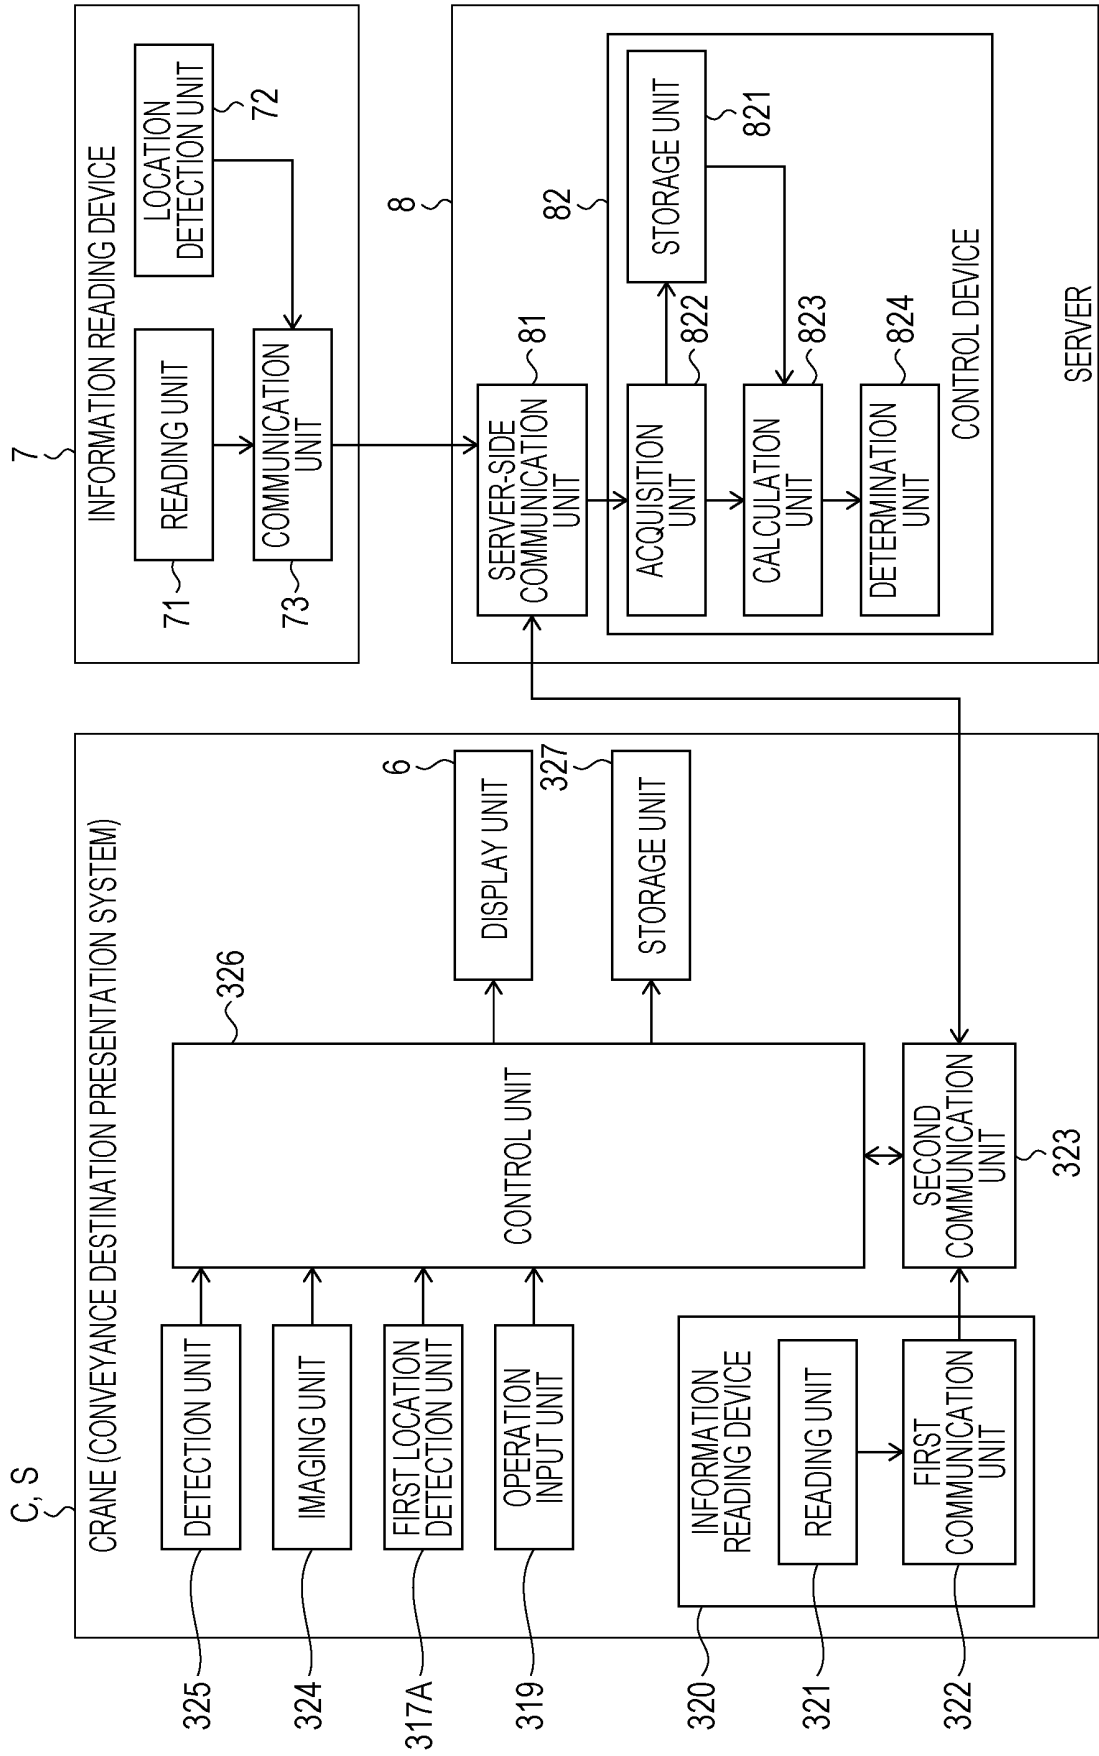 C, S
CRANE (CONVEYANCE DESTINATION PRESENTATION SYSTEM)
325
DETECTION UNIT
324
IMAGING UNIT
317A
FIRST LOCATION
DETECTION UNIT
319
OPERATION
INPUT UNIT
326
CONTROL UNIT
6
DISPLAY UNIT
327
STORAGE UNIT
320
INFORMATION
READING DEVICE
321
READING UNIT
322
FIRST
COMMUNICATION
UNIT
SECOND
COMMUNICATION
UNIT
323
7
INFORMATION READING DEVICE
71
READING UNIT
LOCATION
DETECTION UNIT
72
73
COMMUNICATION
UNIT
8
SERVER-SIDE
COMMUNICATION
UNIT
81
82
STORAGE UNIT
821
ACQUISITION
UNIT
822
CALCULATION
UNIT
823
DETERMINATION
UNIT
824
CONTROL DEVICE
SERVER